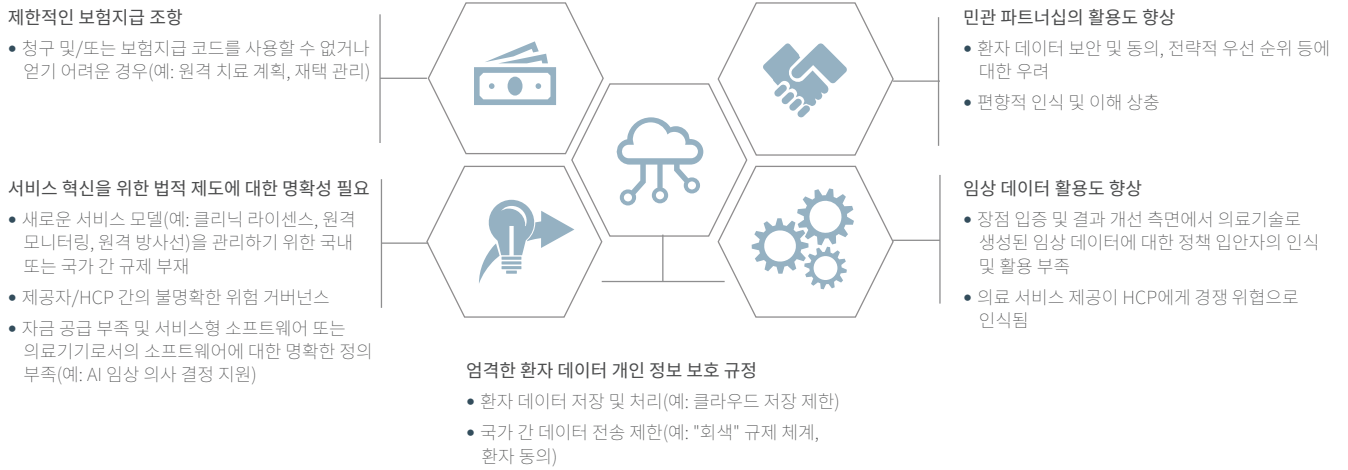 제한적인 보험지급 조항
• 청구 및/또는 보험지급 코드를 사용할 수 없거나
얻기 어려운 경우(예: 원격 치료 계획, 재택 관리)
서비스 혁신을 위한 법적 제도에 대한 명확성 필요
• 새로운 서비스 모델(예: 클리닉 라이센스, 원격
모니터링, 원격 방사선)을 관리하기 위한 국내
또는 국가 간 규제 부재
• 제공자/HCP 간의 불명확한 위험 거버넌스
• 자금 공급 부족 및 서비스형 소프트웨어 또는
의료기기로서의 소프트웨어에 대한 명확한 정의
부족(예: AI 임상 의사 결정 지원)
엄격한 환자 데이터 개인 정보 보호 규정
• 환자 데이터 저장 및 처리(예: 클라우드 저장 제한)
• 국가 간 데이터 전송 제한(예: "회색" 규제 체계,
환자 동의)
민관 파트너십의 활용도 향상
• 환자 데이터 보안 및 동의, 전략적 우선 순위 등에
대한 우려
• 편향적 인식 및 이해 상충
임상 데이터 활용도 향상
• 장점 입증 및 결과 개선 측면에서 의료기술로
생성된 임상 데이터에 대한 정책 입안자의 인식
및 활용 부족
• 의료 서비스 제공이 HCP에게 경쟁 위협으로
인식됨